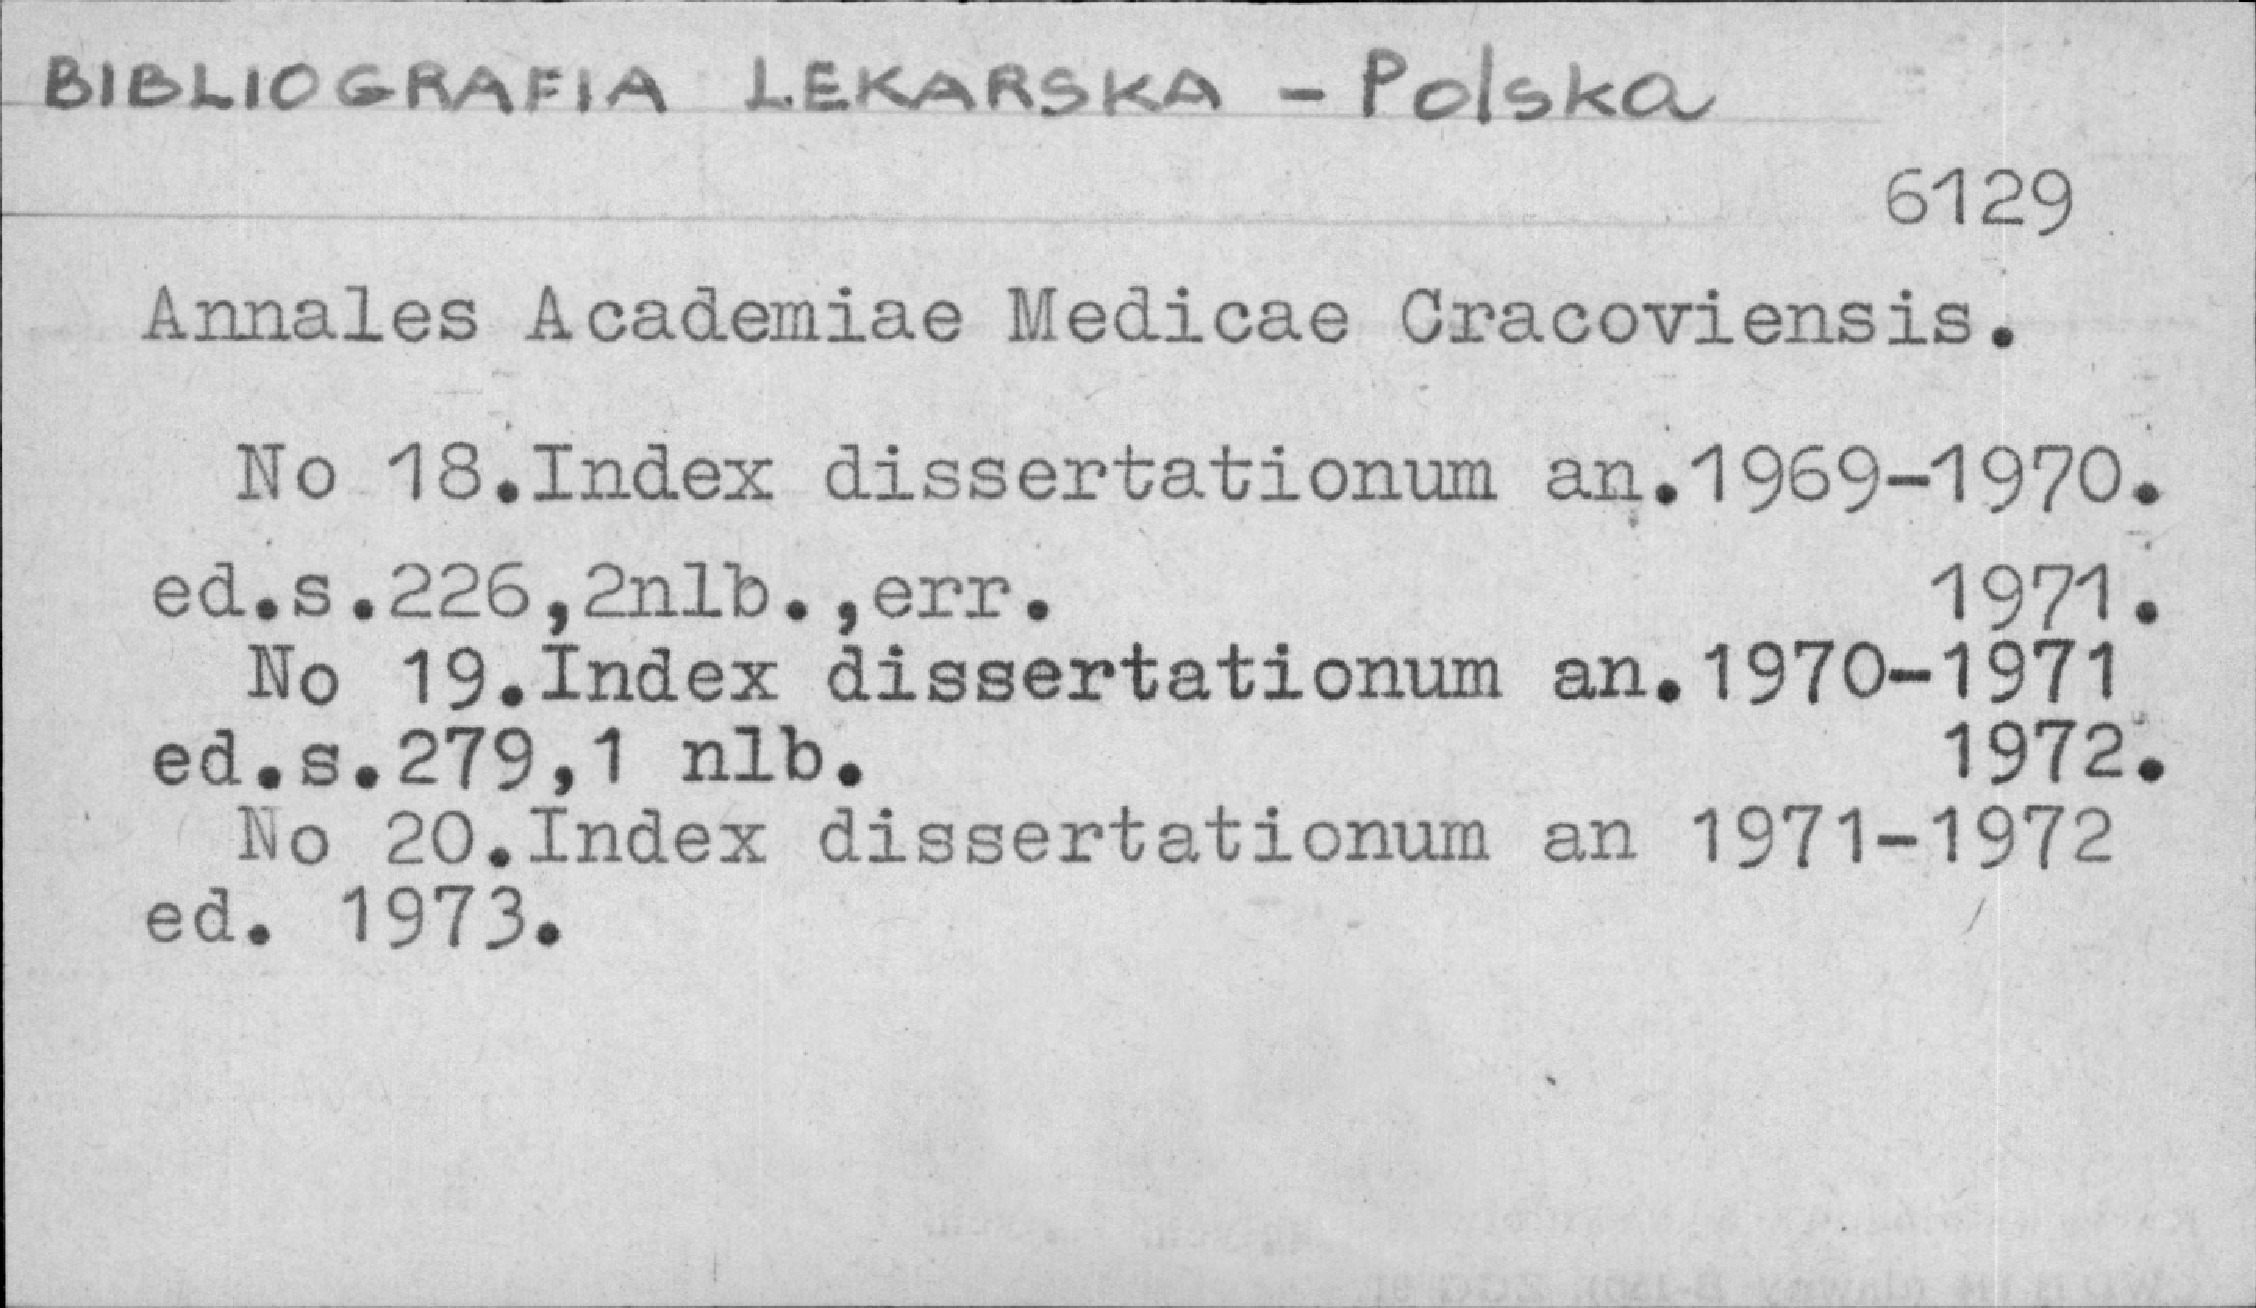 BIBLIOGRAFIA LEKARSKA - Polska
6129
Annales Academiae Medicae Cracoviensis.
No 18.Index dissertationum an.1969-1970.
ed.s.226,2nlb.,err. 1971.
No 19.Index dissertationum an.1970-1971
ed.s.279,1 nlb. 1972.
No 20.Index dissertationum an 1971-1972
ed. 1973.